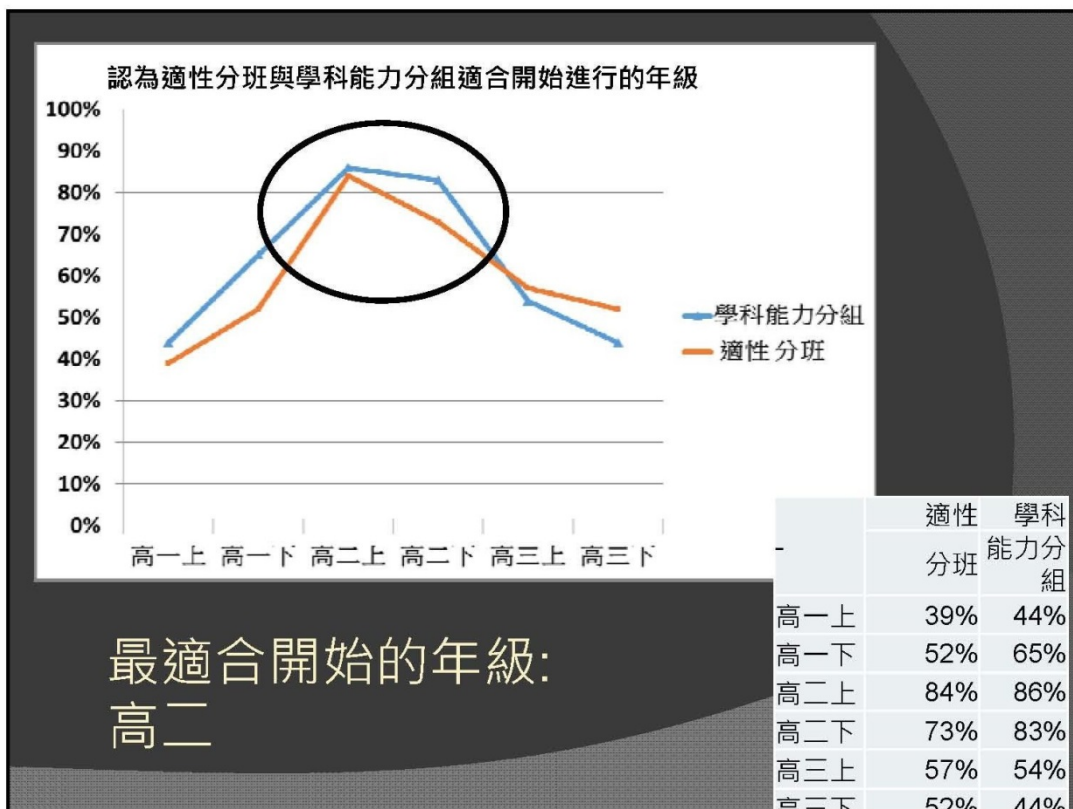 認為適性分班與學科能力分組適合開始進行的年級
100%
90%
80%
70%
60%
50%
40%
30%
20%
10%
0%
高一上 高一下 高二上 高二下 高三上 高三下
學科能力分組
適性分班
最適合開始的年級:
高二
適性 學科
- 分班 能力分
組
高一上 39% 44%
高一下 52% 65%
高二上 84% 86%
高二下 73% 83%
高三上 57% 54%
高三下 52% 44%